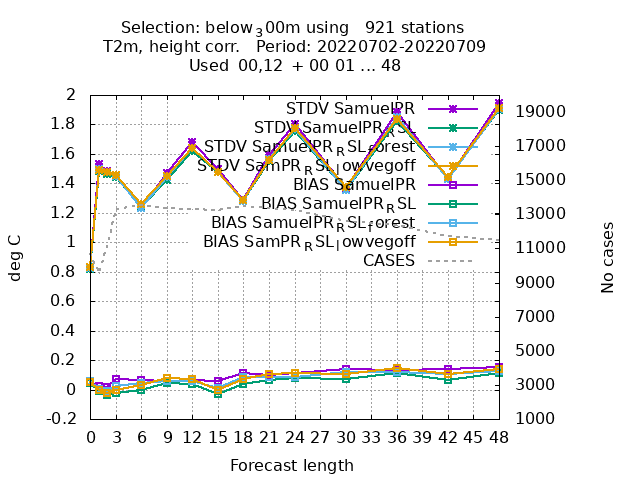 Selection: below₃00m using   921 stations
T2m, height corr.   Period: 20220702-20220709
Used  00,12  + 00 01 ... 48
STDV SamuelPR
STDV SamuelPR_RSL
STDV SamuelPR_RSL_forest
STDV SamPR_RSL_lowvegoff
BIAS SamuelPR
BIAS SamuelPR_RSL
BIAS SamuelPR_RSL_forest
BIAS SamPR_RSL_lowvegoff
CASES
2
1.8
1.6
1.4
1.2
1
0.8
0.6
0.4
0.2
0
-0.2
deg C
19000
17000
15000
13000
11000
9000
7000
5000
3000
1000
No cases
0 3 6 9 12 15 18 21 24 27 30 33 36 39 42 45 48
Forecast length